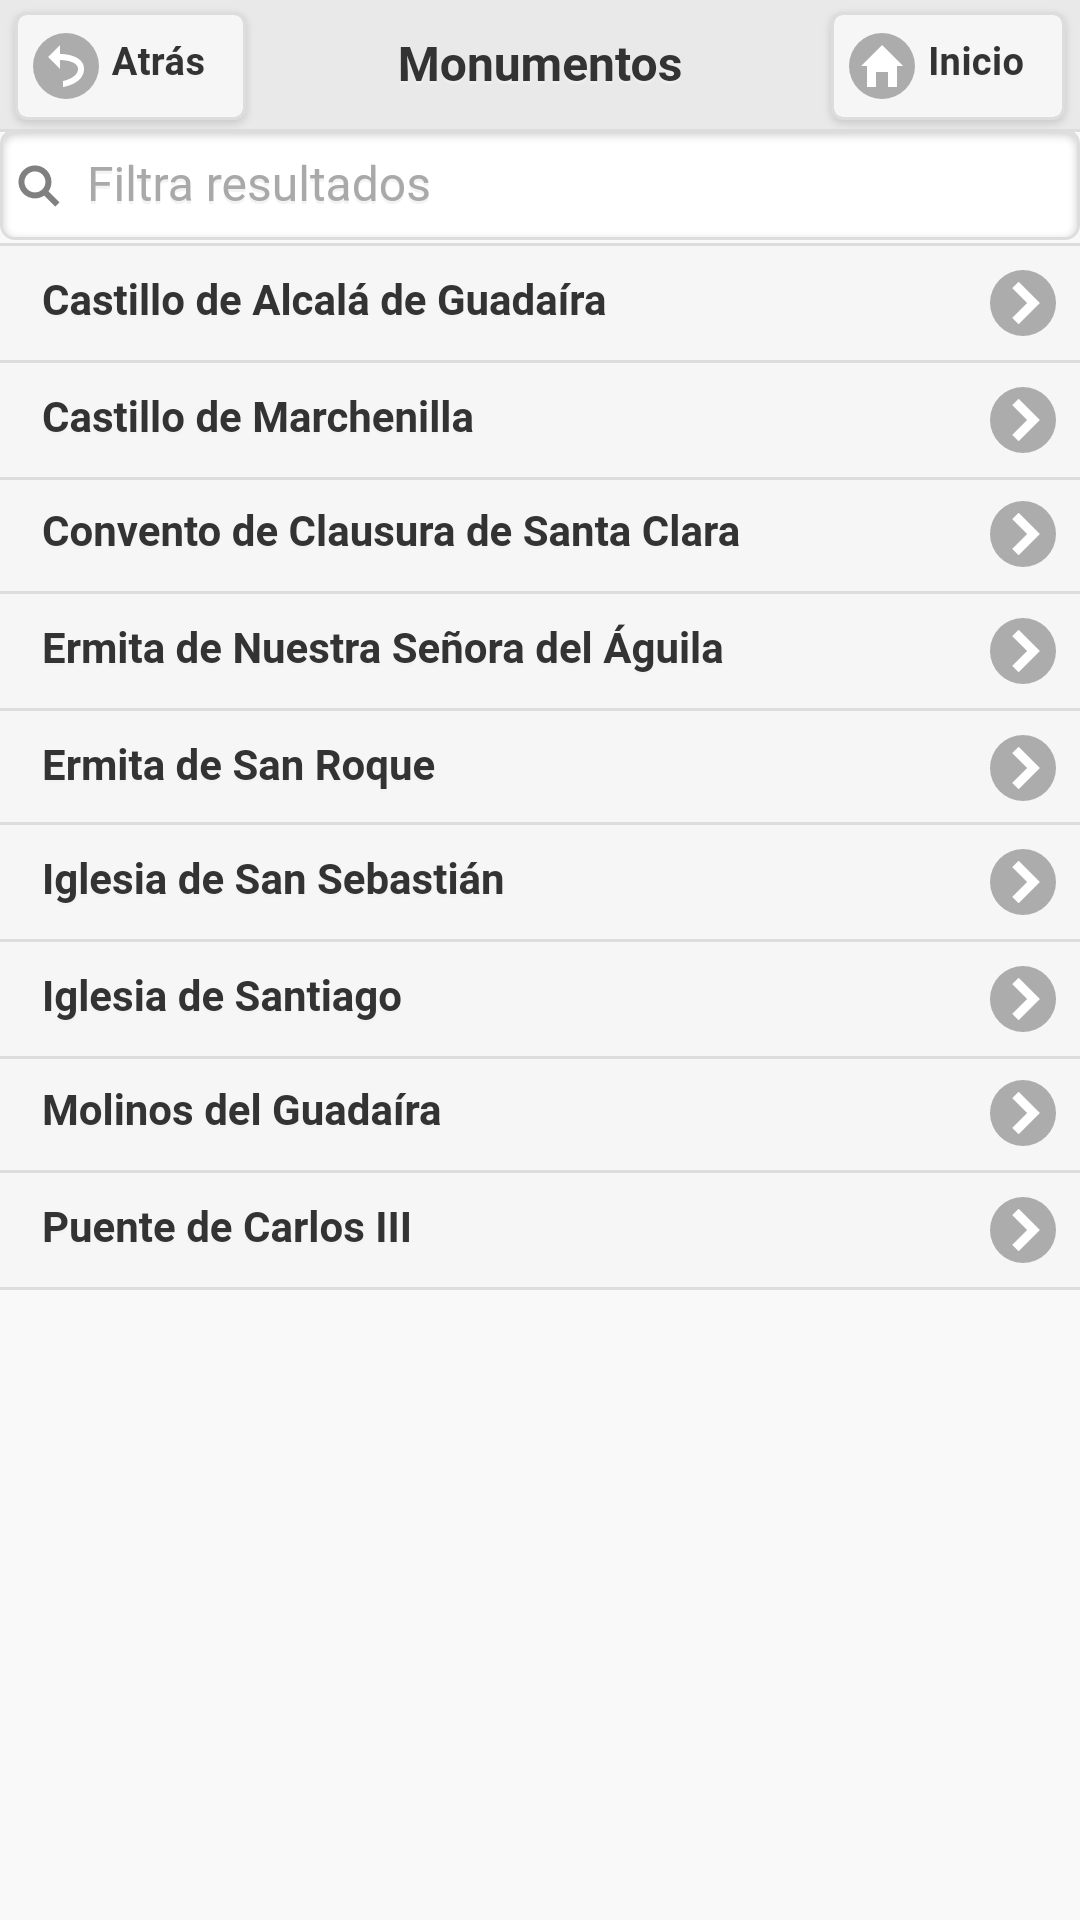 Atrás
Monumentos
Inicio
Filtra resultados
Castillo de Alcalá de Guadaíra
Castillo de Marchenilla
Convento de Clausura de Santa Clara
Ermita de Nuestra Señora del Águila
Ermita de San Roque
Iglesia de San Sebastián
Iglesia de Santiago
Molinos del Guadaíra
Puente de Carlos III